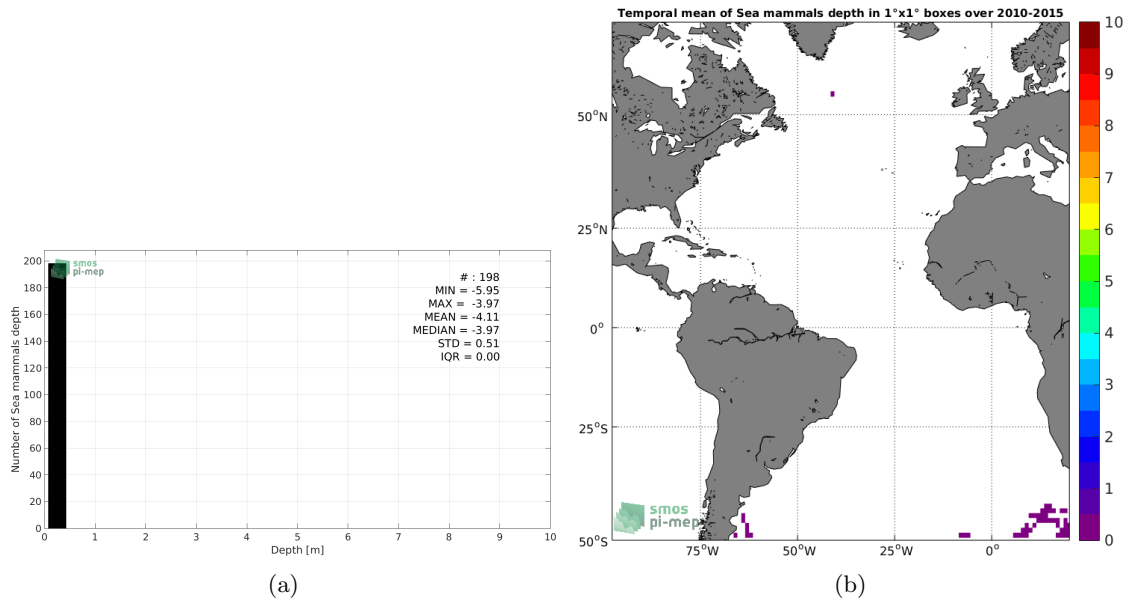 Temporal mean of Sea mammals depth in 1°x1° boxes over 2010-2015
200
180
160
140
120
100
80
60
40
20
0
Number of Sea mammals depth
smos
pi-mep
# : 198
MIN = -5.95
MAX = -3.97
MEAN = -4.11
MEDIAN = -3.97
STD = 0.51
IQR = 0.00
0 1 2 3 4 5 6 7 8 9 10
Depth [m]
(a)
50°N
25°N
0°
25°S
50°S
smos
pi-mep
75°W 50°W 25°W 0°
10
9
8
7
6
5
4
3
2
1
0
(b)